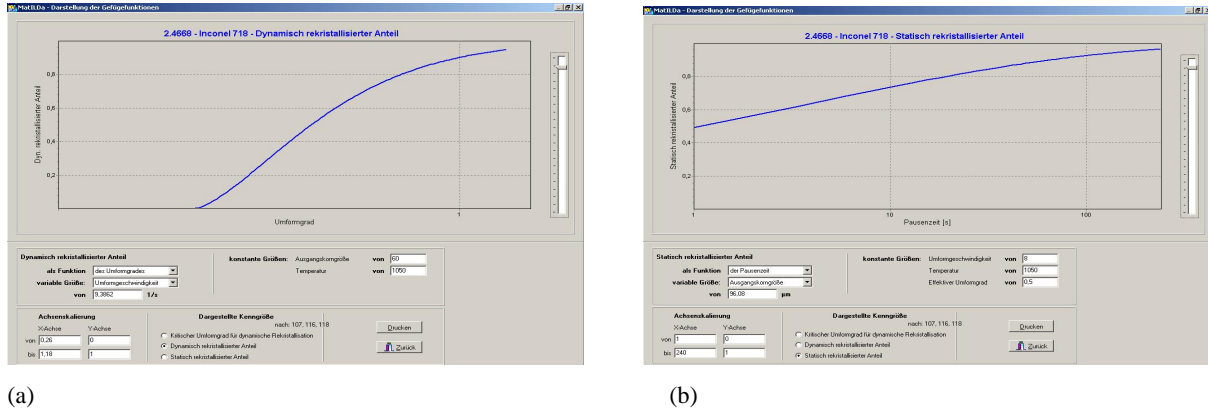 MatILDa - Darstellung der Gefügefunktionen
2.4668 - Inconel 718 - Dynamisch rekristallisierter Anteil
Dyn. rekristallisierter Anteil
0,8
0,6
0,4
0,2
1
Umformgrad
Dynamisch rekristallisierter Anteil
als Funktion des Umformgrades
variable Größe: Umformgeschwindigkeit
von 9,3862 1/s
konstante Größen: Ausgangskorngröße von 60
Temperatur von 1050
Achsenskalierung
X-Achse Y-Achse
von 0,26 0
bis 1,18 1
Dargestellte Kenngröße
nach: 107, 116, 118
Kritischer Umformgrad für dynamische Rekristallisation
Dynamisch rekristallisierter Anteil
Statisch rekristallisierter Anteil
Drucken
Zurück
(a)
MatILDa - Darstellung der Gefügefunktionen
2.4668 - Inconel 718 - Statisch rekristallisierter Anteil
Statisch rekristallisierter Anteil
0,8
0,6
0,4
0,2
1 10 100
Pausenzeit [s]
Statisch rekristallisierter Anteil
als Funktion der Pausenzeit
variable Größe: Ausgangskorngröße
von 96,08 µm
konstante Größen: Umformgeschwindigkeit von 8
Temperatur von 1050
Effektiver Umformgrad von 0,5
Achsenskalierung
X-Achse Y-Achse
von 1 0
bis 240 1
Dargestellte Kenngröße
nach: 107, 116, 118
Kritischer Umformgrad für dynamische Rekristallisation
Dynamisch rekristallisierter Anteil
Statisch rekristallisierter Anteil
Drucken
Zurück
(b)